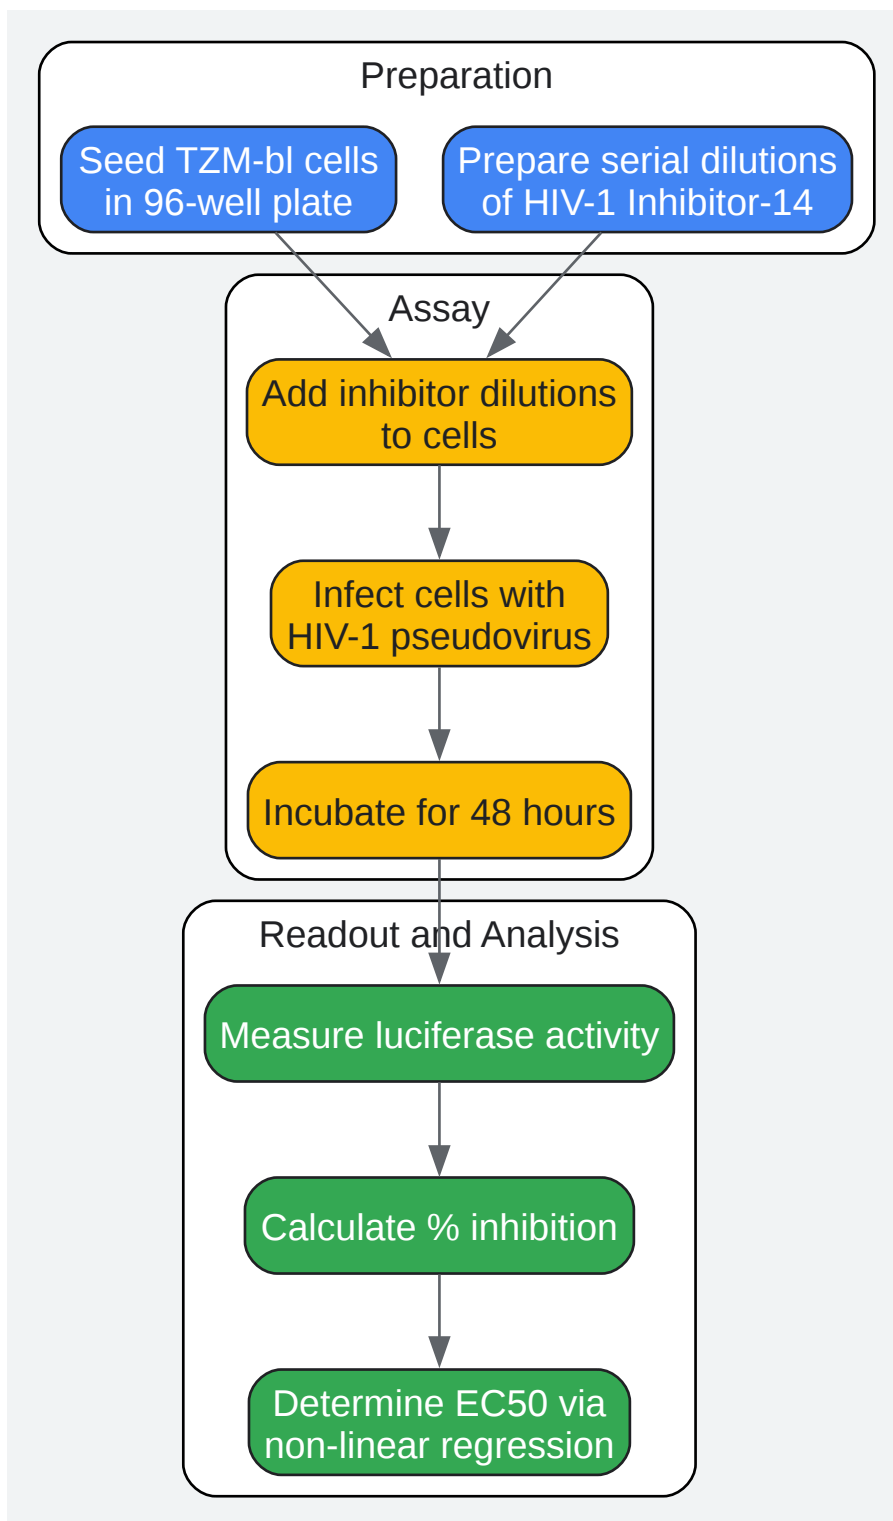 Preparation
Seed TZM-bl cells
in 96-well plate
Prepare serial dilutions
of HIV-1 Inhibitor-14
Assay
Add inhibitor dilutions
to cells
Infect cells with
HIV-1 pseudovirus
Incubate for 48 hours
Readout and Analysis
Measure luciferase activity
Calculate % inhibition
Determine EC50 via
non-linear regression